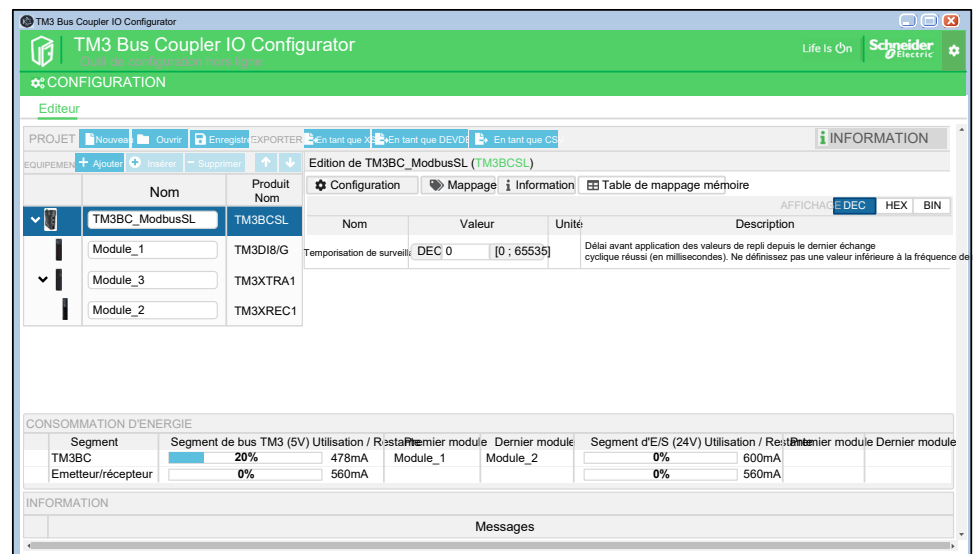 TM3 Bus Coupler IO Configurator
TM3 Bus Coupler IO Configurator
Life Is On
Schneider
Electric
CONFIGURATION
Editeur
PROJET
Nouveau
Ouvrir
Enregistr
EXPORTER
En tant que XS
En tant que DEVDE
En tant que CSV
INFORMATION
EQUIPEMEN
Ajouter
Insérer
Supprimer
Edition de TM3BC_ModbusSL (TM3BCSL)
Nom
Produit
Nom
Configuration
Mappage
Information
Table de mappage mémoire
AFFICHAGE DEC HEX BIN
TM3BC_ModbusSL TM3BCSL
Nom Valeur Unité Description
Module_1 TM3DI8/G
Temporisation de surveilla DEC 0 [0 ; 65535]
Délai avant application des valeurs de repli depuis le dernier échange
cyclique réussi (en millisecondes). Ne définissez pas une valeur inférieure à la fréquence de
Module_3 TM3XTRA1
Module_2 TM3XREC1
CONSOMMATION D'ENERGIE
Segment Segment de bus TM3 (5V) Utilisation / Restante Premier module Dernier module Segment d'E/S (24V) Utilisation / Restante Premier module Dernier module
TM3BC 20% 478mA Module_1 Module_2 0% 600mA
Emetteur/récepteur 0% 560mA 0% 560mA
INFORMATION
Messages